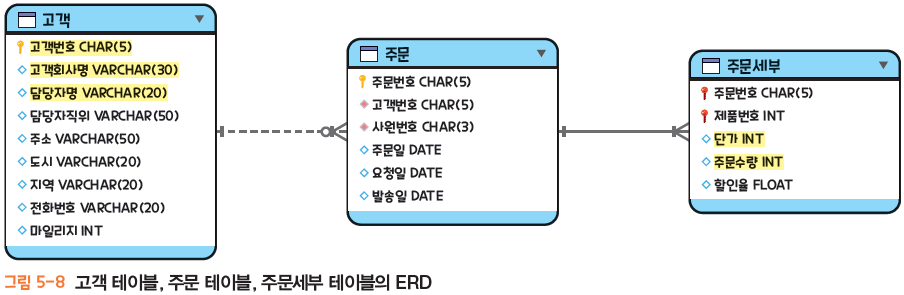 고객
고객번호 CHAR(5)
고객회사명 VARCHAR(30)
담당자명 VARCHAR(20)
담당자직위 VARCHAR(50)
주소 VARCHAR(50)
도시 VARCHAR(20)
지역 VARCHAR(20)
전화번호 VARCHAR(20)
마일리지 INT
주문
주문번호 CHAR(5)
고객번호 CHAR(5)
사원번호 CHAR(3)
주문일 DATE
요청일 DATE
발송일 DATE
주문세부
주문번호 CHAR(5)
제품번호 INT
단가 INT
주문수량 INT
할인율 FLOAT
그림 5-8 고객 테이블, 주문 테이블, 주문세부 테이블의 ERD